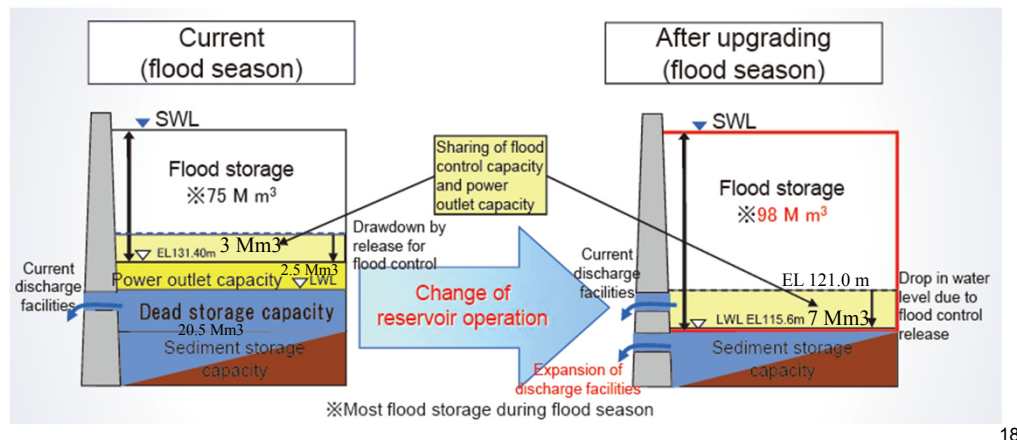 Current
(flood season)
After upgrading
(flood season)
SWL
Flood storage
※75 M m³
EL131.40m 3 Mm3
2.5 Mm3
Power outlet capacity
LWL
Current
discharge
facilities
Dead storage capacity
20.5 Mm3
Sediment storage
capacity
Sharing of flood
control capacity
and power
outlet capacity
Drawdown by
release for
flood control
Change of
reservoir operation
SWL
Flood storage
※98 M m³
Current
discharge
facilities
EL 121.0 m
LWL EL115.6m 7 Mm3
Drop in water
level due to
flood control
release
Sediment storage
capacity
Expansion of
discharge facilities
※Most flood storage during flood season
18